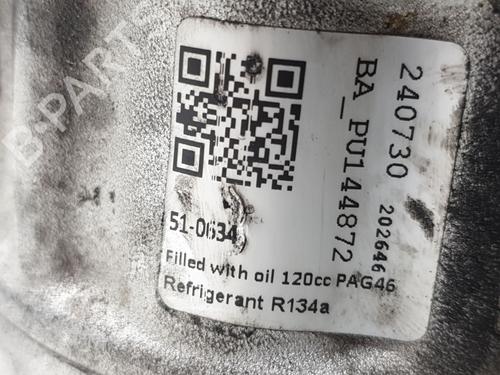 240730
BA_PU144872
202646
51-0634
Filled with oil 120cc PAG46
Refrigerant R134a
B-PARTS